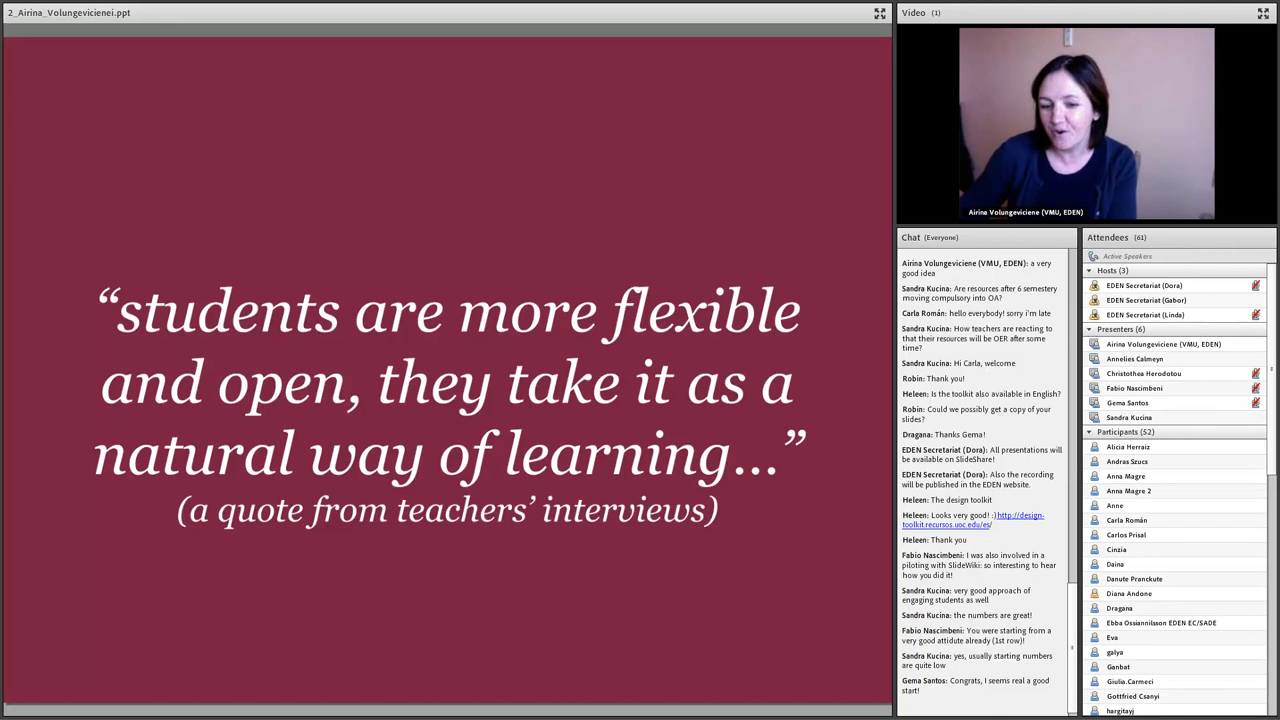 2_Airina_Volungevicienei.ppt
“students are more flexible
and open, they take it as a
natural way of learning...”
(a quote from teachers’ interviews)
Video (1)
Airina Volungeviciene (VMU, EDEN)
Chat (Everyone)
Airina Volungeviciene (VMU, EDEN): a very
good idea
Sandra Kucina: Are resources after 6 semestery
moving compulsory into OA?
Carla Román: hello everybody! sorry i'm late
Sandra Kucina: How teachers are reacting to
that their resources will be OER after some
time?
Sandra Kucina: Hi Carla, welcome
Robin: Thank you!
Heleen: Is the toolkit also available in English?
Robin: Could we possibly get a copy of your
slides?
Dragana: Thanks Gema!
EDEN Secretariat (Dora): All presentations will
be available on SlideShare!
EDEN Secretariat (Dora): Also the recording
will be published in the EDEN website.
Heleen: The design toolkit
Heleen: Looks very good! :)http://design-
toolkit.recursos.uoc.edu/es/
Heleen: Thank you
Fabio Nascimbeni: I was also involved in a
piloting with SlideWiki: so interesting to hear
how you did it!
Sandra Kucina: very good approach of
engaging students as well
Sandra Kucina: the numbers are great!
Fabio Nascimbeni: You were starting from a
very good attidute already (1st row)!
Sandra Kucina: yes, usually starting numbers
are quite low
Gema Santos: Congrats, I seems real a good
start!
Attendees (61)
Active Speakers
Hosts (3)
EDEN Secretariat (Dora)
EDEN Secretariat (Gabor)
EDEN Secretariat (Linda)
Presenters (6)
Airina Volungeviciene (VMU, EDEN)
Annelies Calmeyn
Christothea Herodotou
Fabio Nascimbeni
Gema Santos
Sandra Kucina
Participants (52)
Alicia Herraiz
Andras Szucs
Anna Magre
Anna Magre 2
Anne
Carla Román
Carlos Prisal
Cinzia
Daina
Danute Pranckute
Diana Andone
Dragana
Ebba Ossiannilsson EDEN EC/SADE
Eva
galya
Ganbat
Giulia.Carmeci
Gottfried Csanyi
hargitayj